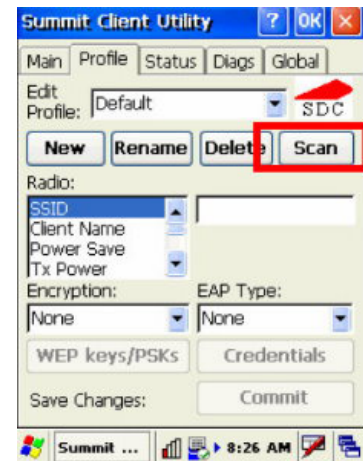 Summit Client Utility ? OK ×
Main Profile Status Diags Global
Edit
Profile: Default
SDC
New Rename Delete Scan
Radio:
SSID
Client Name
Power Save
Tx Power
Encryption: EAP Type:
None None
WEP keys/PSKs Credentials
Save Changes: Commit
Summit ... 8:26 AM